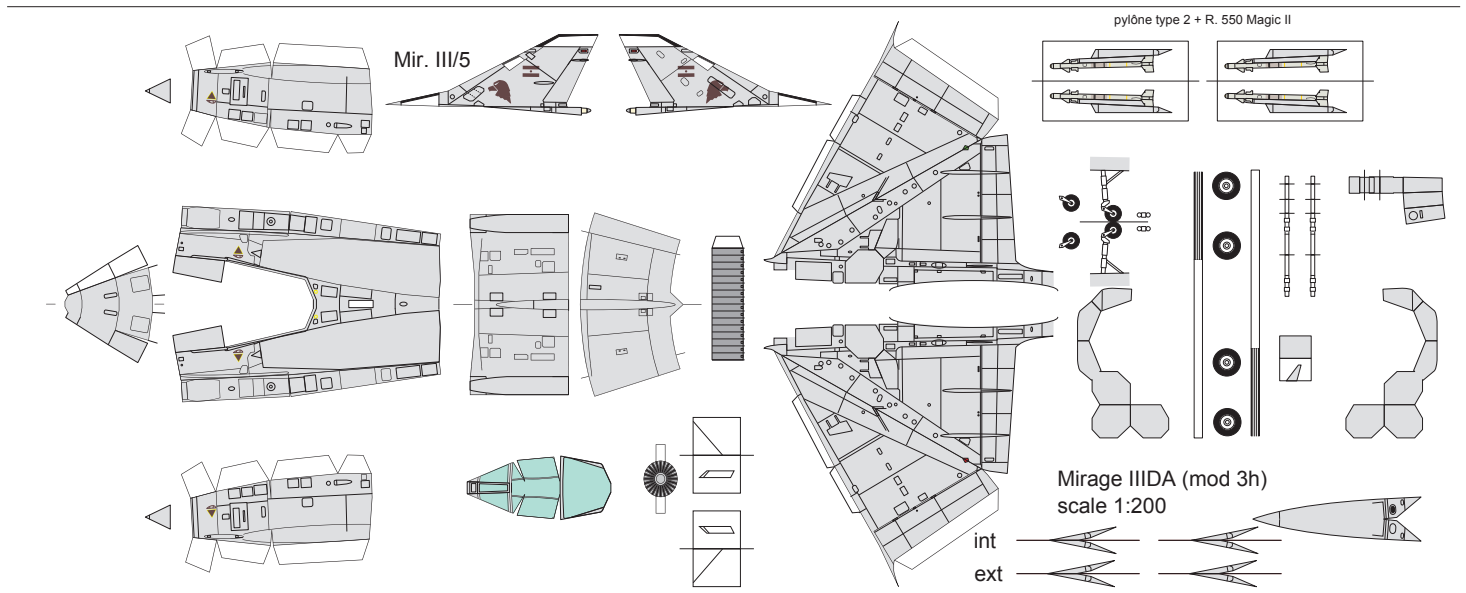 pylône type 2 + R. 550 Magic II
Mir. III/5
Mirage IIIDA (mod 3h)
scale 1:200
int
ext